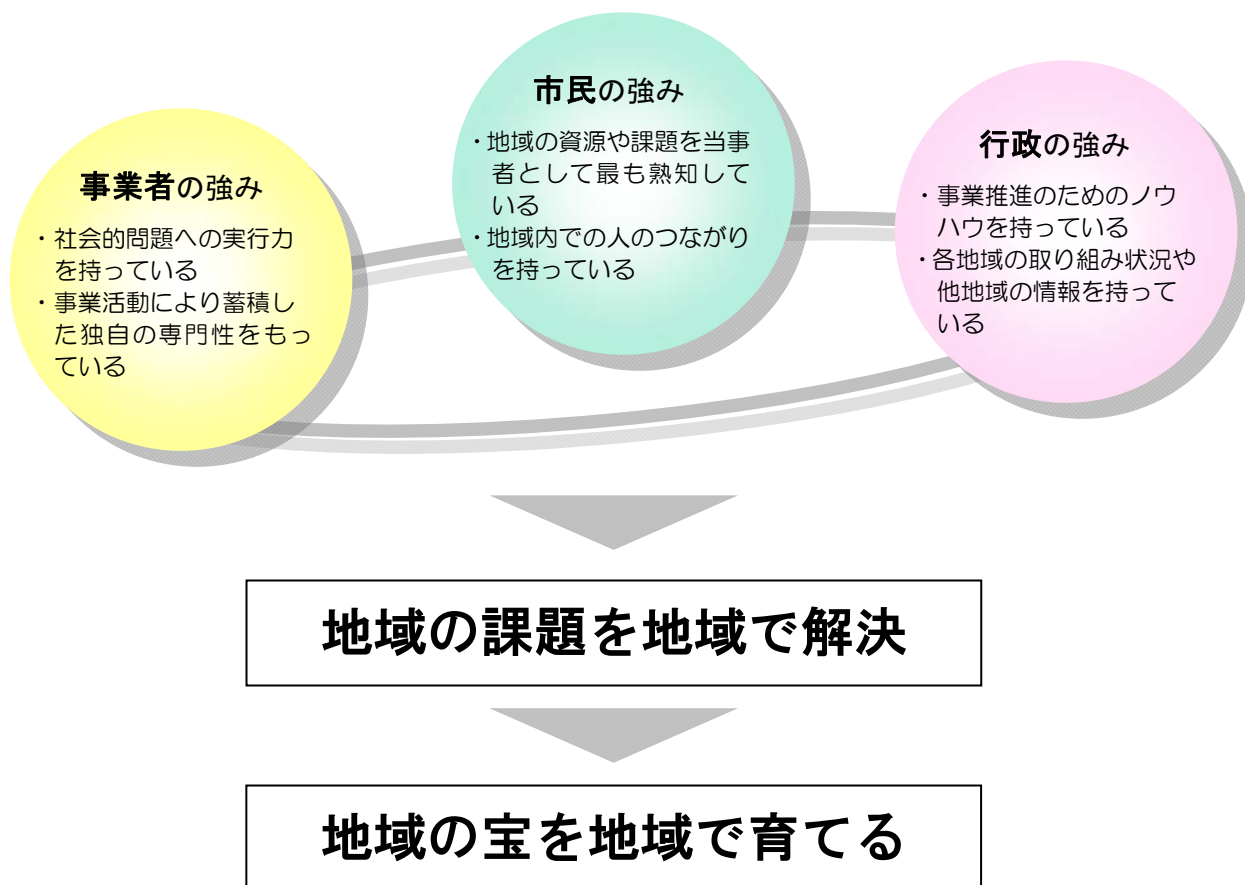 事業者の強み
・社会的問題への実行力
を持っている
・事業活動により蓄積し
た独自の専門性をもっ
ている
市民の強み
・地域の資源や課題を当事
者として最も熟知して
いる
・地域内での人のつながり
を持っている
行政の強み
・事業推進のためのノウ
ハウを持っている
・各地域の取り組み状況や
他地域の情報を持って
いる
地域の課題を地域で解決
地域の宝を地域で育てる